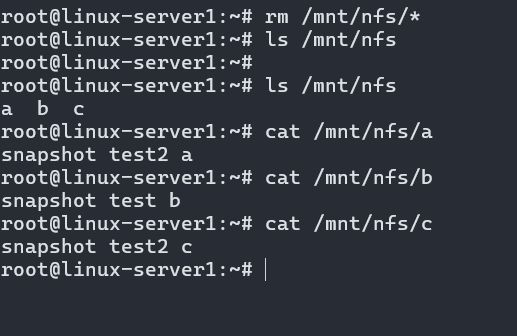 root@linux-server1:~# rm /mnt/nfs/*
root@linux-server1:~# ls /mnt/nfs
root@linux-server1:~#
root@linux-server1:~# ls /mnt/nfs
a  b  c
root@linux-server1:~# cat /mnt/nfs/a
snapshot test2 a
root@linux-server1:~# cat /mnt/nfs/b
snapshot test b
root@linux-server1:~# cat /mnt/nfs/c
snapshot test2 c
root@linux-server1:~#